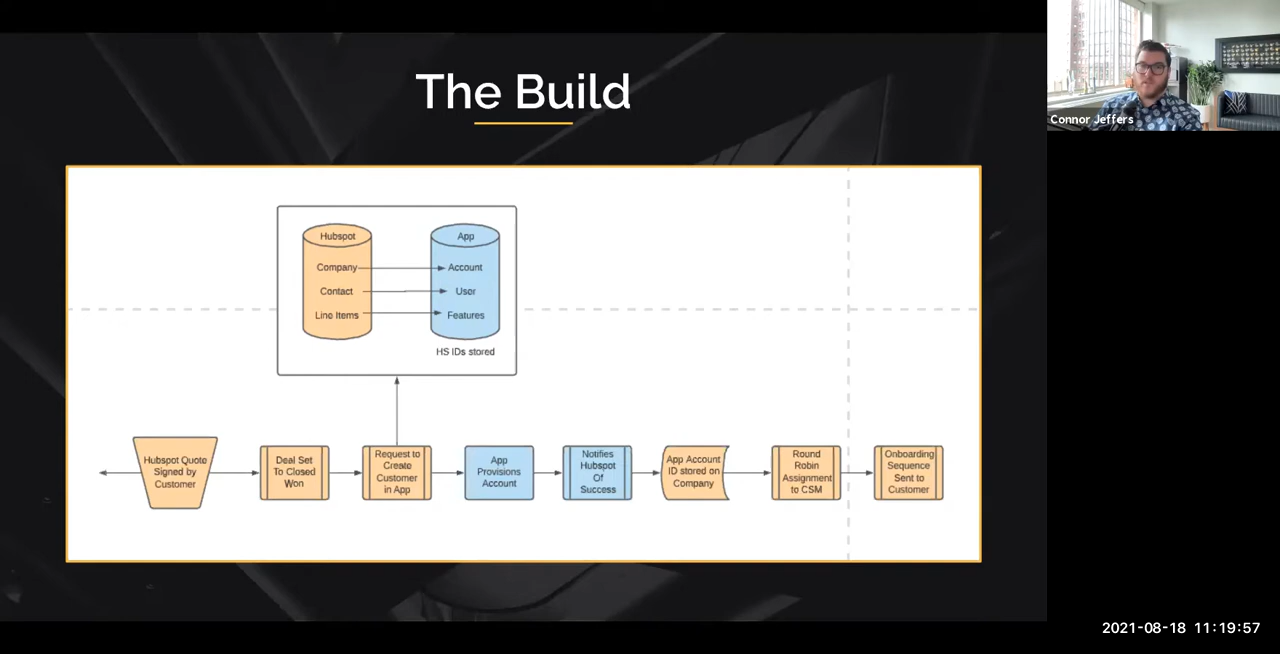 The Build
Connor Jeffers
Hubspot
App
Company
Account
Contact
User
Line Items
Features
HS IDs stored
Hubspot Quote
Signed by
Customer
Deal Set
To Closed
Won
Request to
Create
Customer
in App
App
Provisions
Account
Notifies
Hubspot
Of
Success
App Account
ID stored on
Company
Round
Robin
Assignment
to CSM
Onboarding
Sequence
Sent to
Customer
2021-08-18 11:19:57